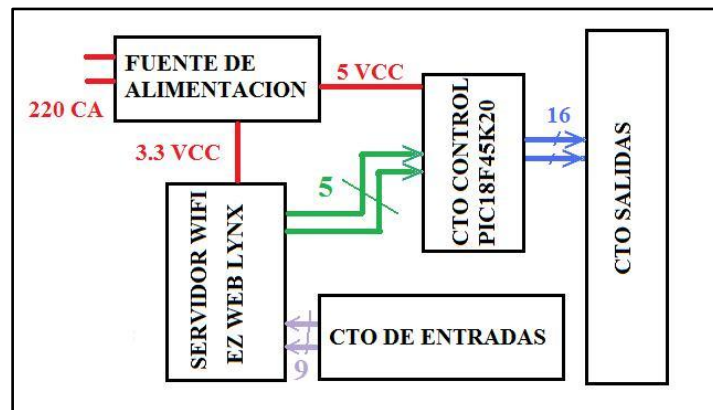 FUENTE DE
ALIMENTACION
220 CA
5 VCC
3.3 VCC
CTO CONTROL
PIC18F45K20
16
CTO SALIDAS
5
SERVIDOR WIFI
EZ WEB LYNX
CTO DE ENTRADAS
9